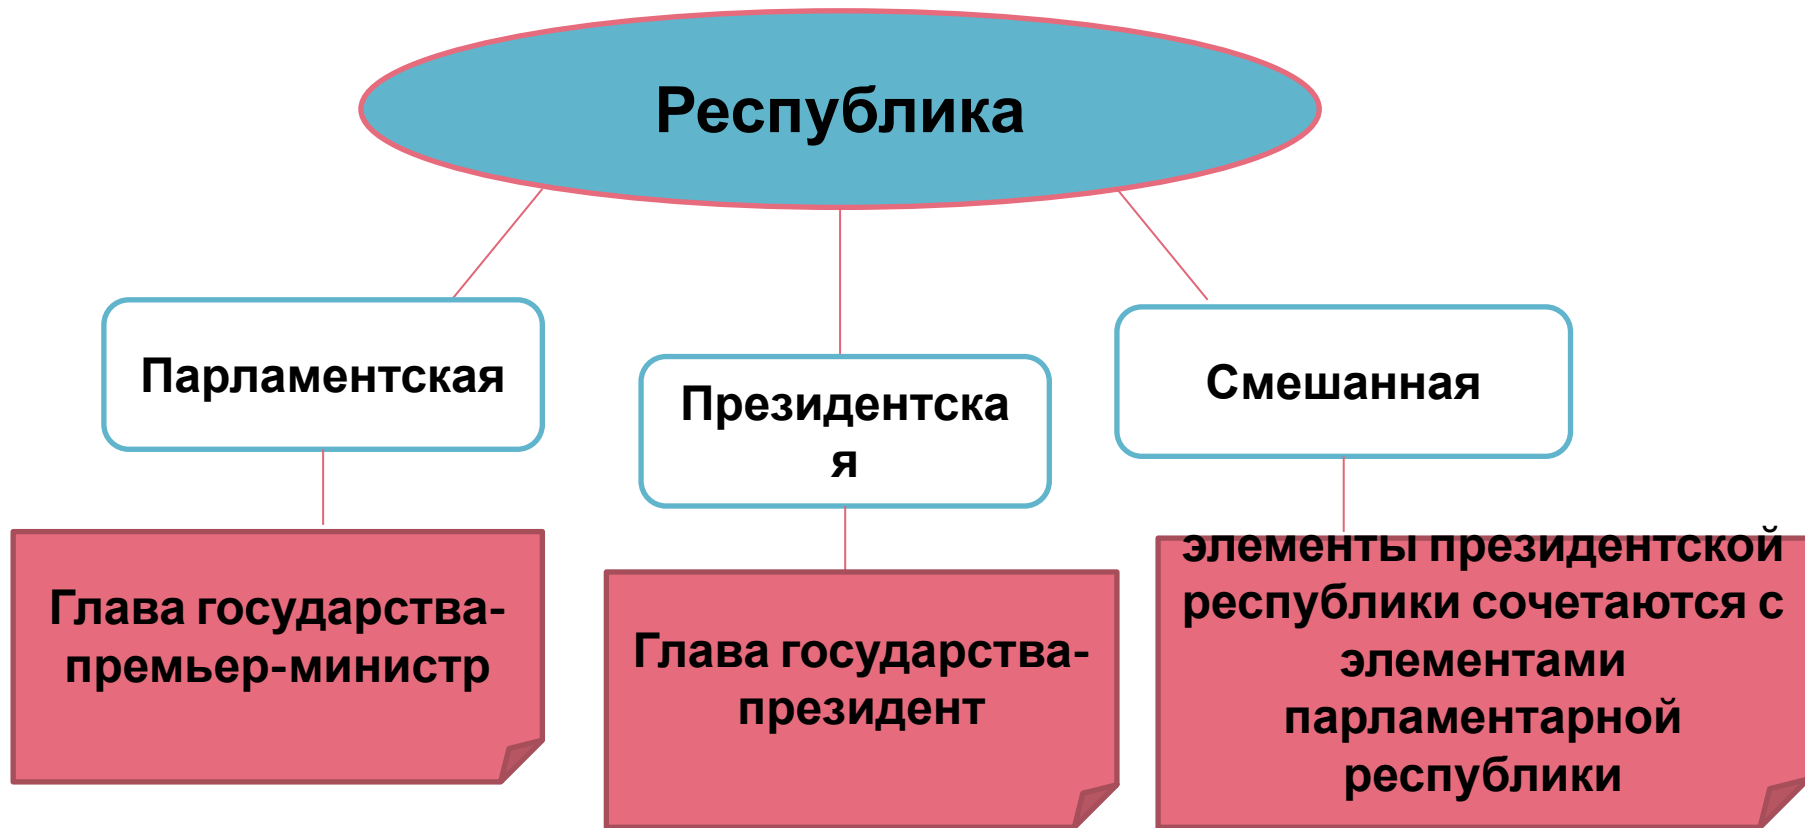 Республика
Парламентская
Президентска
я
Смешанная
Глава государства-
премьер-министр
Глава государства-
президент
элементы президентской
республики сочетаются с
элементами
парламентарной
республики